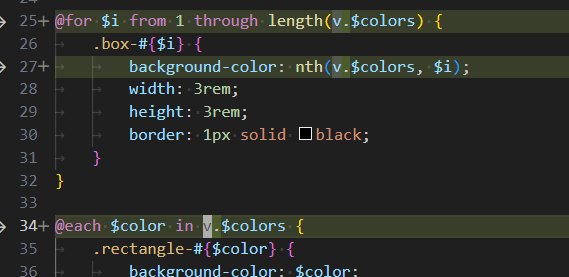 25+ @for $i from 1 through length(v.$colors) {
26 .box-#{$i} {
27+ background-color: nth(v.$colors, $i);
28 width: 3rem;
29 height: 3rem;
30 border: 1px solid black;
31 }
32 }
33
34+ @each $color in v.$colors {
35 .rectangle-#{$color} {
36 background-color: $color;